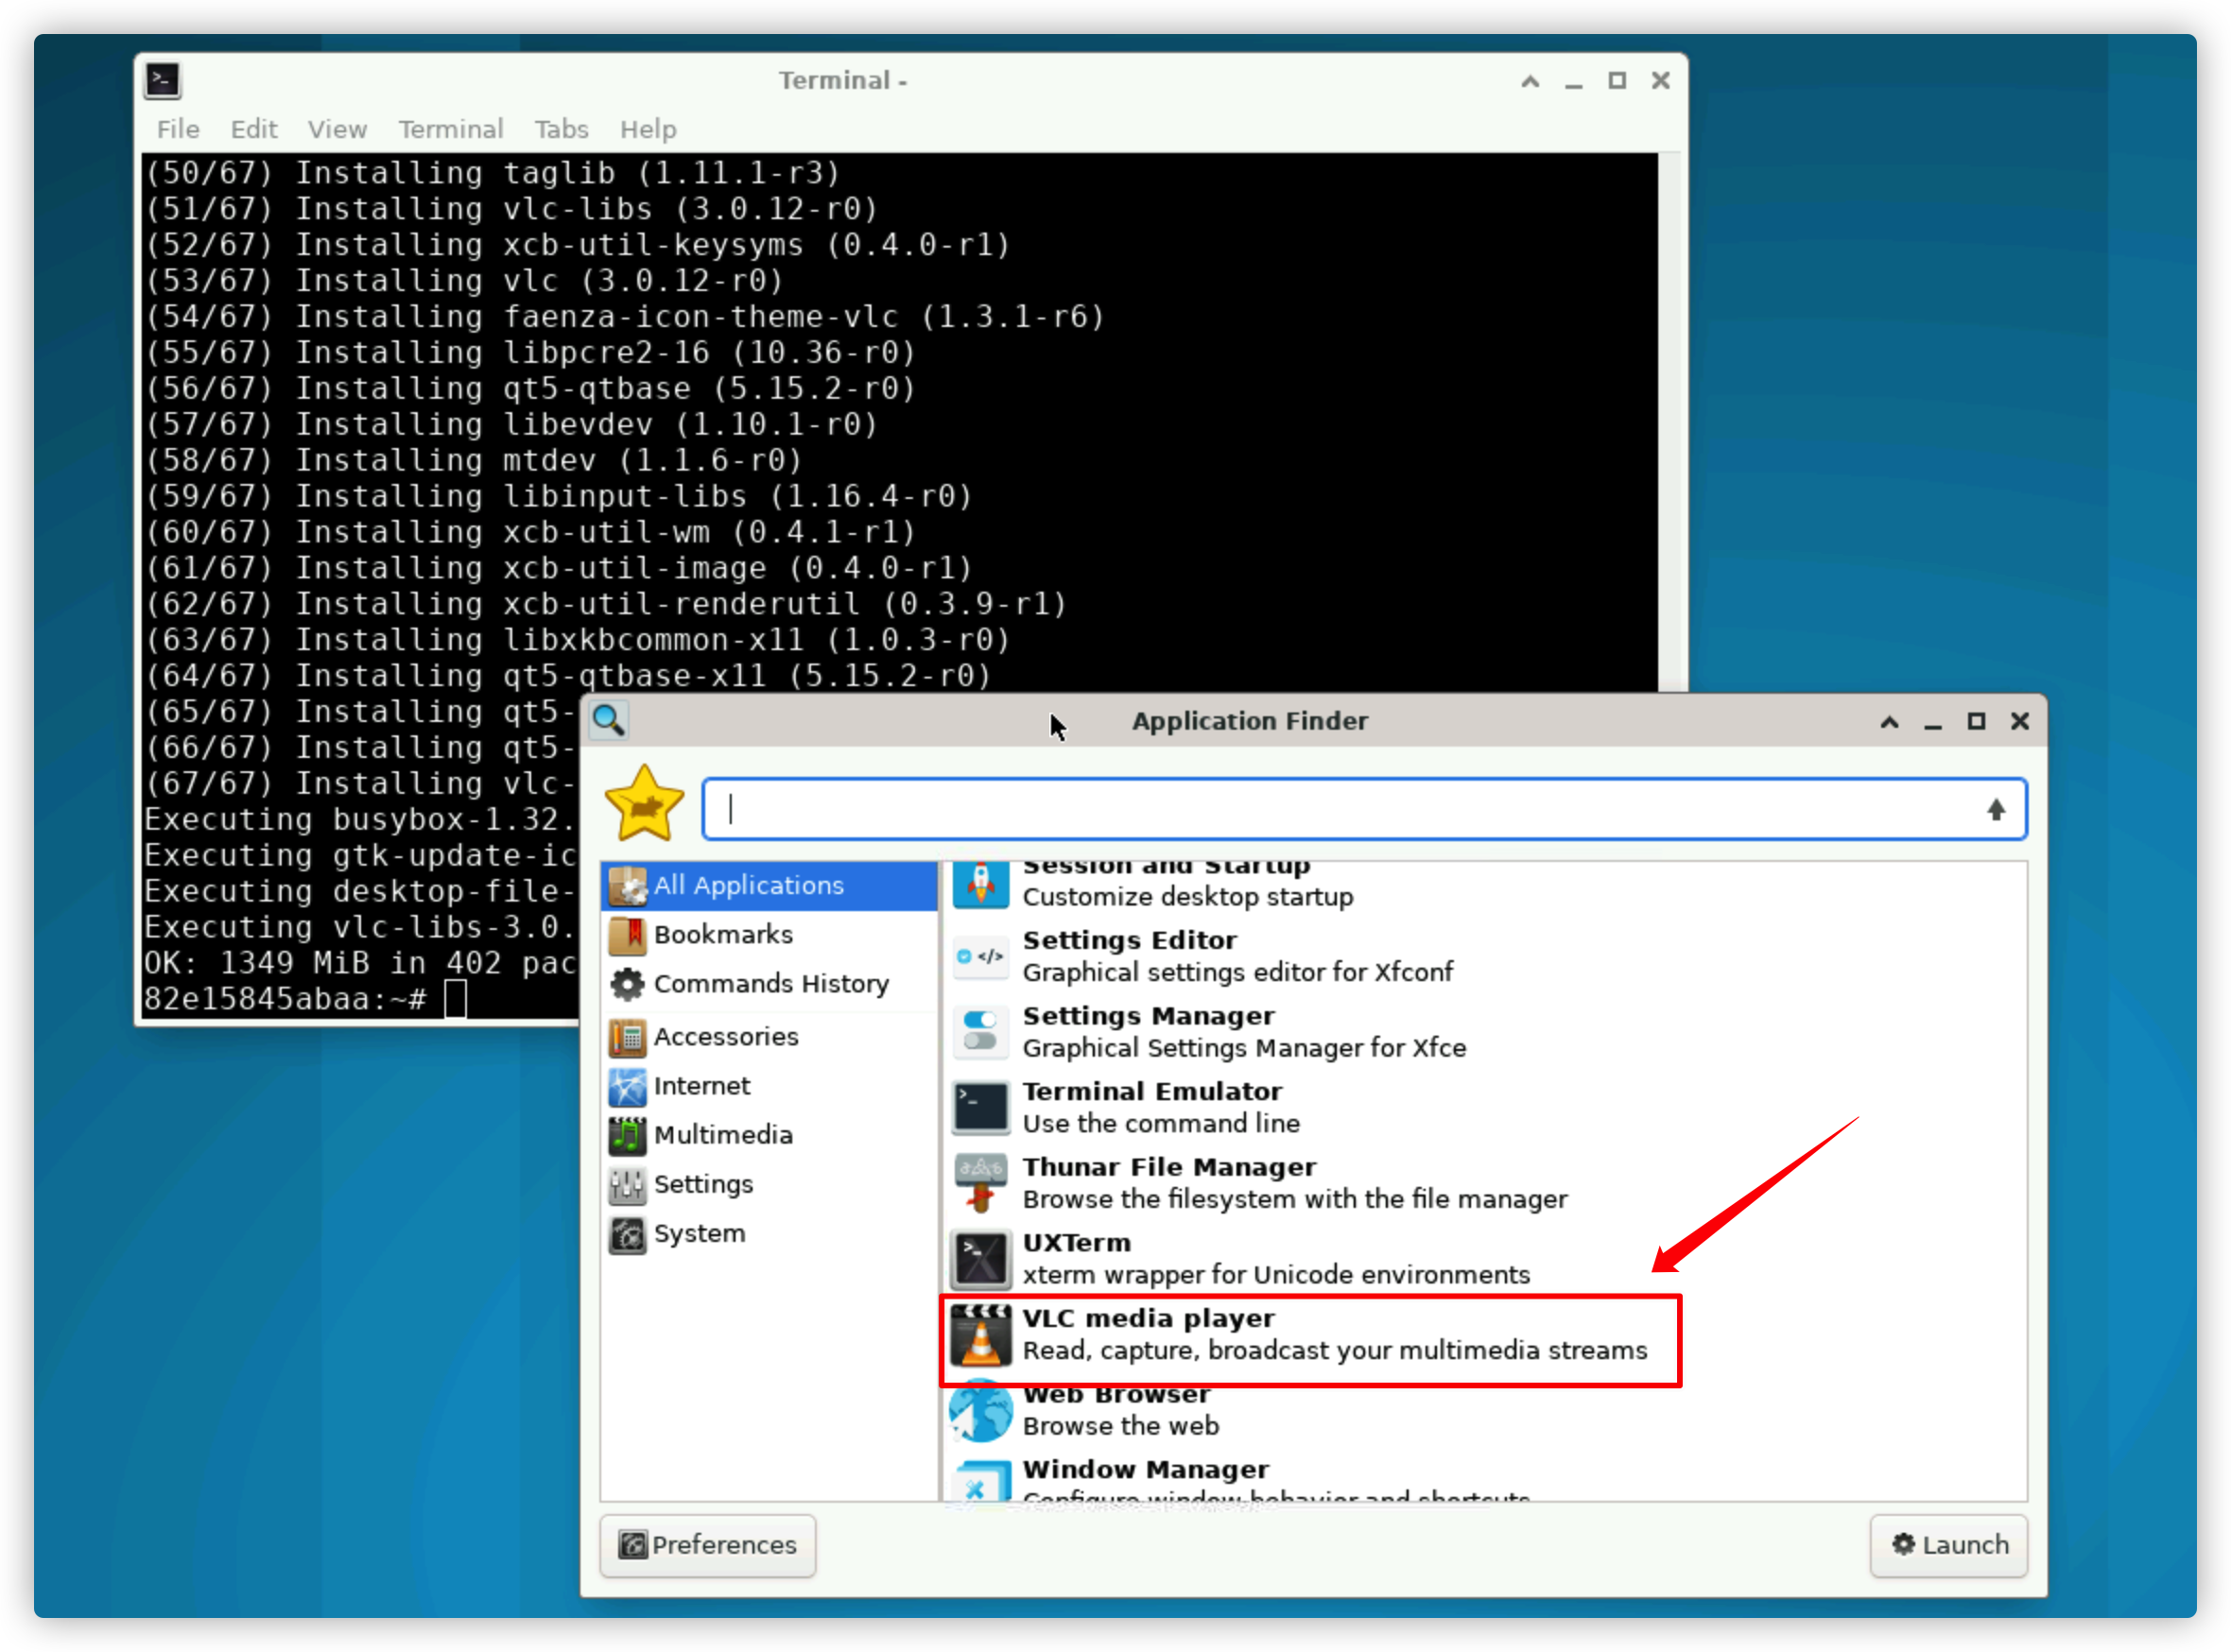 Terminal -
File Edit View Terminal Tabs Help
(50/67) Installing taglib (1.11.1-r3)
(51/67) Installing vlc-libs (3.0.12-r0)
(52/67) Installing xcb-util-keysyms (0.4.0-r1)
(53/67) Installing vlc (3.0.12-r0)
(54/67) Installing faenza-icon-theme-vlc (1.3.1-r6)
(55/67) Installing libpcre2-16 (10.36-r0)
(56/67) Installing qt5-qtbase (5.15.2-r0)
(57/67) Installing libevdev (1.10.1-r0)
(58/67) Installing mtdev (1.1.6-r0)
(59/67) Installing libinput-libs (1.16.4-r0)
(60/67) Installing xcb-util-wm (0.4.1-r1)
(61/67) Installing xcb-util-image (0.4.0-r1)
(62/67) Installing xcb-util-renderutil (0.3.9-r1)
(63/67) Installing libxkbcommon-x11 (1.0.3-r0)
(64/67) Installing qt5-qtbase-x11 (5.15.2-r0)
(65/67) Installing qt5-
(66/67) Installing qt5-
(67/67) Installing vlc-
Executing busybox-1.32.
Executing gtk-update-ic
Executing desktop-file-
Executing vlc-libs-3.0.
OK: 1349 MiB in 402 pac
82e15845abaa:~#
Application Finder
All Applications
Bookmarks
Commands History
Accessories
Internet
Multimedia
Settings
System
Session and Startup
Customize desktop startup
Settings Editor
Graphical settings editor for Xfconf
Settings Manager
Graphical Settings Manager for Xfce
Terminal Emulator
Use the command line
Thunar File Manager
Browse the filesystem with the file manager
UXTerm
xterm wrapper for Unicode environments
VLC media player
Read, capture, broadcast your multimedia streams
Web Browser
Browse the web
Window Manager
Configure window behavior and shortcuts
Preferences
Launch